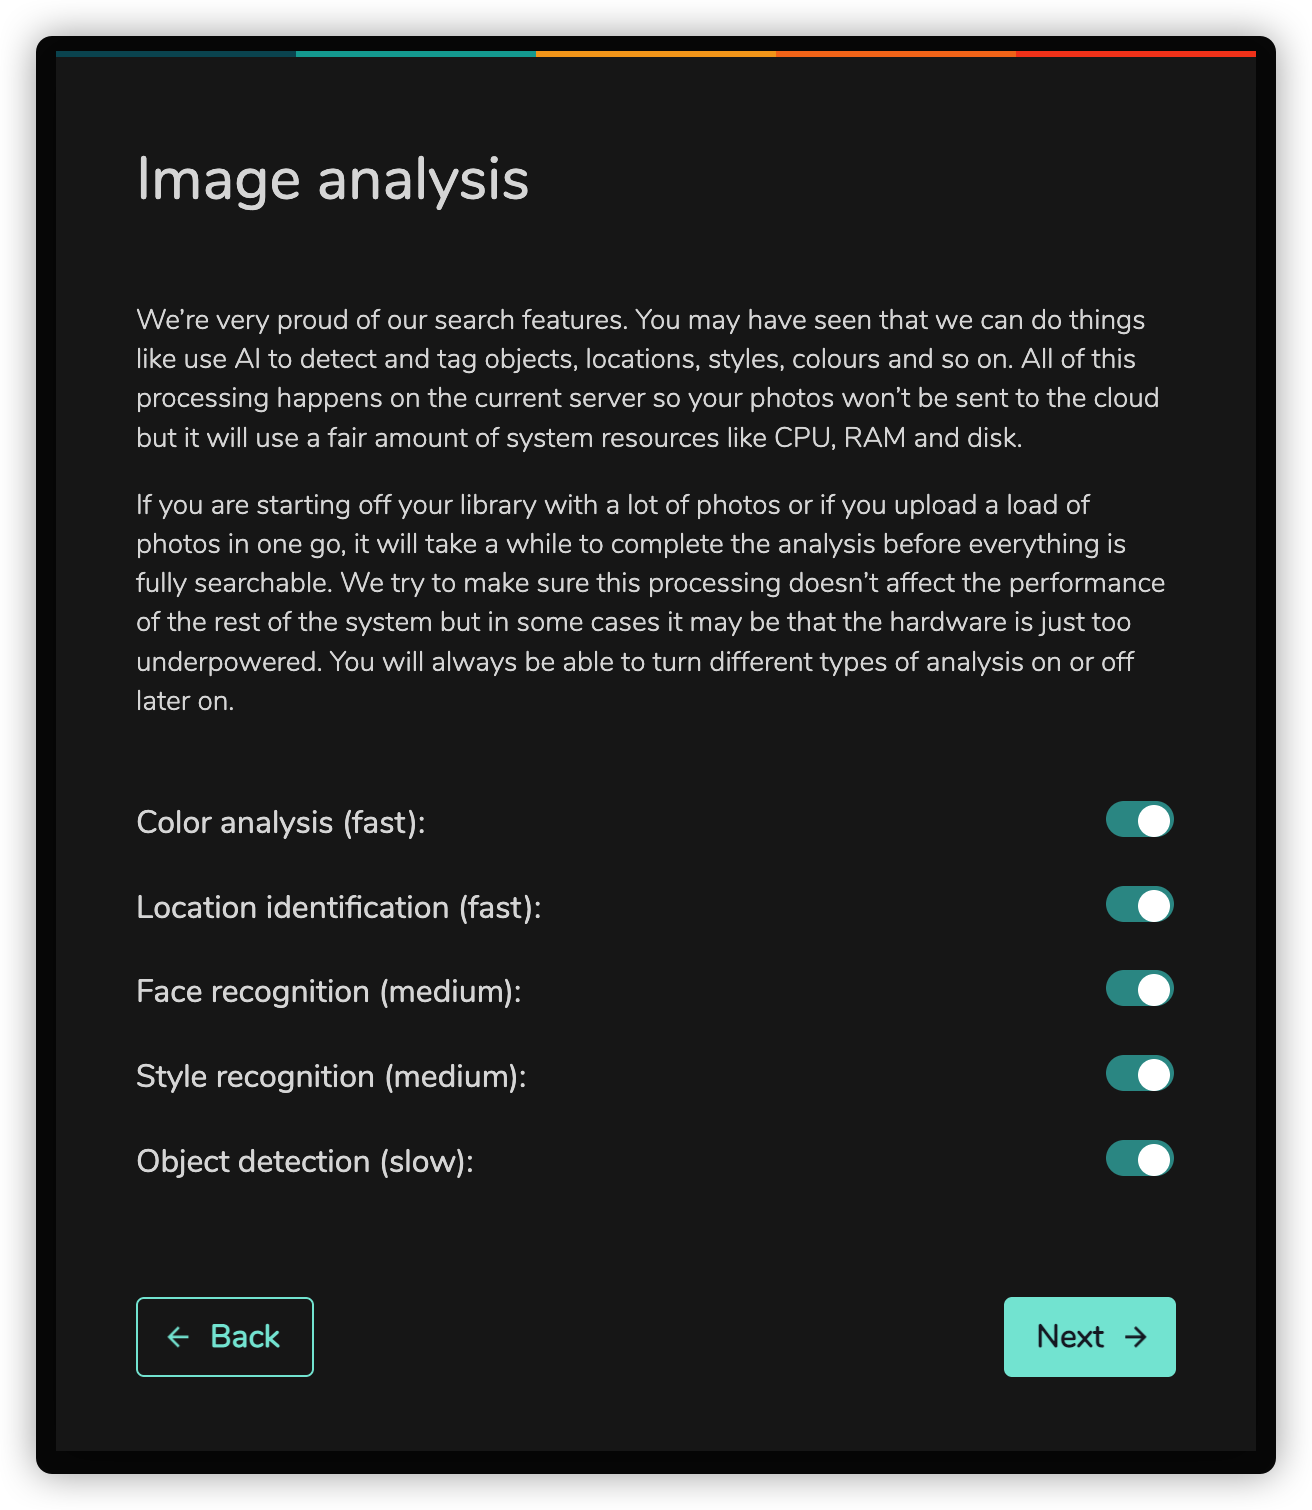 Image analysis
We’re very proud of our search features. You may have seen that we can do things
like use AI to detect and tag objects, locations, styles, colours and so on. All of this
processing happens on the current server so your photos won’t be sent to the cloud
but it will use a fair amount of system resources like CPU, RAM and disk.
If you are starting off your library with a lot of photos or if you upload a load of
photos in one go, it will take a while to complete the analysis before everything is
fully searchable. We try to make sure this processing doesn’t affect the performance
of the rest of the system but in some cases it may be that the hardware is just too
underpowered. You will always be able to turn different types of analysis on or off
later on.
Color analysis (fast):
Location identification (fast):
Face recognition (medium):
Style recognition (medium):
Object detection (slow):
← Back
Next →